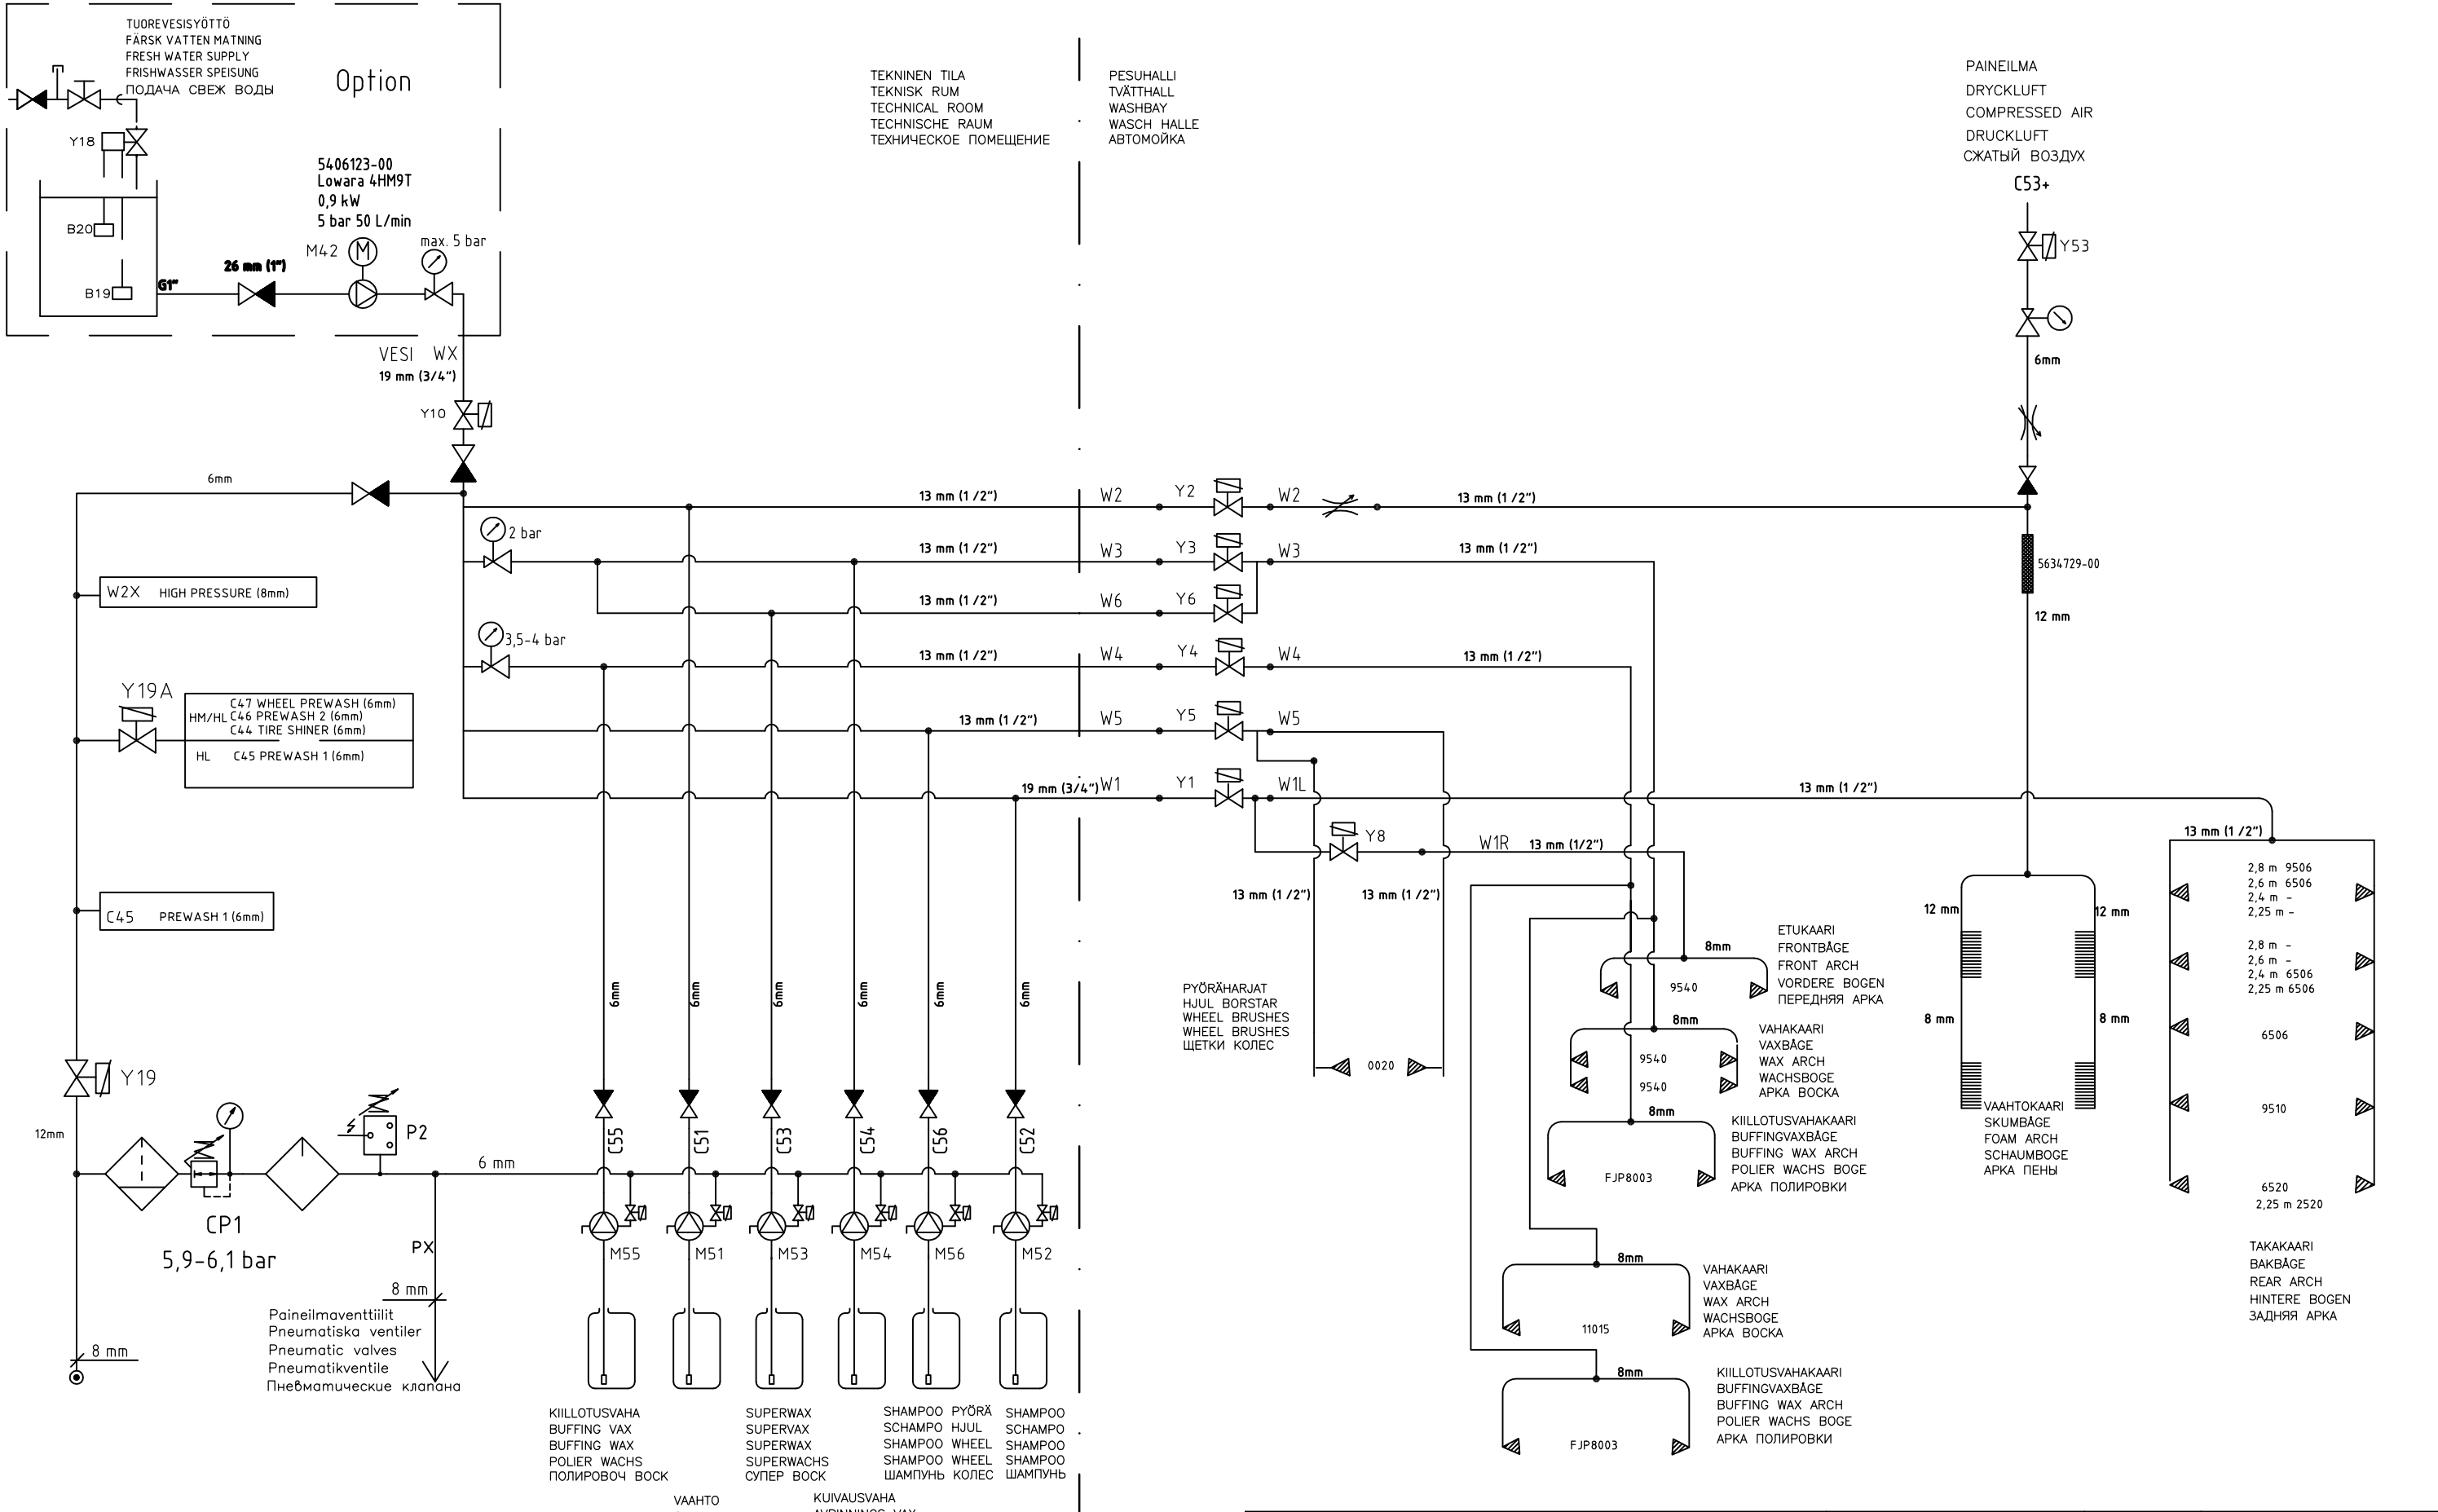 TUOREVESISYÖTTÖ
FÄRSK VATTEN MATNING
FRESH WATER SUPPLY
FRISHWASSER SPEISUNG
ПОДАЧА СВЕЖ ВОДЫ
Option
Y18
5406123-00
Lowara 4HM9T
0,9 kW
5 bar 50 L/min
B20
M42
M
max. 5 bar
26 mm (1")
B19
G1"
VESI WX
19 mm (3/4")
Y10
TEKNINEN TILA
TEKNISK RUM
TECHNICAL ROOM
TECHNISCHE RAUM
ТЕХНИЧЕСКОЕ ПОМЕЩЕНИЕ
PESUHALLI
TVÄTTHALL
WASHBAY
WASCH HALLE
АВТОМОЙКА
PAINEILMA
DRYCKLUFT
COMPRESSED AIR
DRUCKLUFT
СЖАТЫЙ ВОЗДУХ
C53+
Y53
6mm
6mm
13 mm (1 /2")
W2
Y2
W2
13 mm (1 /2")
2 bar
13 mm (1 /2")
W3
Y3
W3
13 mm (1 /2")
5634729-00
W2X HIGH PRESSURE (8mm)
13 mm (1 /2")
W6
Y6
12 mm
3,5-4 bar
13 mm (1 /2")
W4
Y4
W4
13 mm (1 /2")
Y19A
C47 WHEEL PREWASH (6mm)
HM/HL C46 PREWASH 2 (6mm)
C44 TIRE SHINER (6mm)
HL C45 PREWASH 1 (6mm)
13 mm (1 /2")
W5
Y5
W5
19 mm (3/4")
W1
Y1
W1L
13 mm (1 /2")
Y8
W1R
13 mm (1/2")
13 mm (1 /2")
13 mm (1 /2")
13 mm (1 /2")
C45 PREWASH 1 (6mm)
2,8 m 9506
2,6 m 6506
2,4 m -
2,25 m -
12 mm
12 mm
2,8 m -
2,6 m -
2,4 m 6506
2,25 m 6506
8 mm
8 mm
6506
9510
6520
2,25 m 2520
ETUKAARI
FRONTBÅGE
FRONT ARCH
VORDERE BOGEN
ПЕРЕДНЯЯ АРКА
8mm
9540
PYÖRÄHARJAT
HJUL BORSTAR
WHEEL BRUSHES
WHEEL BRUSHES
ЩЕТКИ КОЛЕС
0020
8mm
9540
9540
VAHAKAARI
VAXBÅGE
WAX ARCH
WACHSBOGE
АРКА ВОСКА
8mm
FJP8003
KIILLOTUSVAHAKAARI
BUFFINGVAXBÅGE
BUFFING WAX ARCH
POLIER WACHS BOGE
АРКА ПОЛИРОВКИ
VAAHTOKAARI
SKUMBÅGE
FOAM ARCH
SCHAUMBOGE
АРКА ПЕНЫ
TAKAKAARI
BAKBÅGE
REAR ARCH
HINTERE BOGEN
ЗАДНЯЯ АРКА
8mm
11015
VAHAKAARI
VAXBÅGE
WAX ARCH
WACHSBOGE
АРКА ВОСКА
8mm
FJP8003
KIILLOTUSVAHAKAARI
BUFFINGVAXBÅGE
BUFFING WAX ARCH
POLIER WACHS BOGE
АРКА ПОЛИРОВКИ
6mm
6mm
6mm
6mm
6mm
6mm
Y19
12mm
P2
C55
C51
C53
C54
C56
C52
6 mm
CP1
5,9-6,1 bar
PX
8 mm
M55
M51
M53
M54
M56
M52
Paineilmaventtiilit
Pneumatiska ventiler
Pneumatic valves
Pneumatikventile
Пневматические клапана
8 mm
KIILLOTUSVAHA
BUFFING VAX
BUFFING WAX
POLIER WACHS
ПОЛИРОВОЧ ВОСК
SUPERWAX
SUPERVAX
SUPERWAX
SUPERWACHS
СУПЕР ВОСК
SHAMPOO PYÖRÄ
SCHAMPO HJUL
SHAMPOO WHEEL
SHAMPOO WHEEL
ШАМПУНЬ КОЛЕС
SHAMPOO
SCHAMPO
SHAMPOO
SHAMPOO
ШАМПУНЬ
VAAHTO
KUIVAUSVAHA